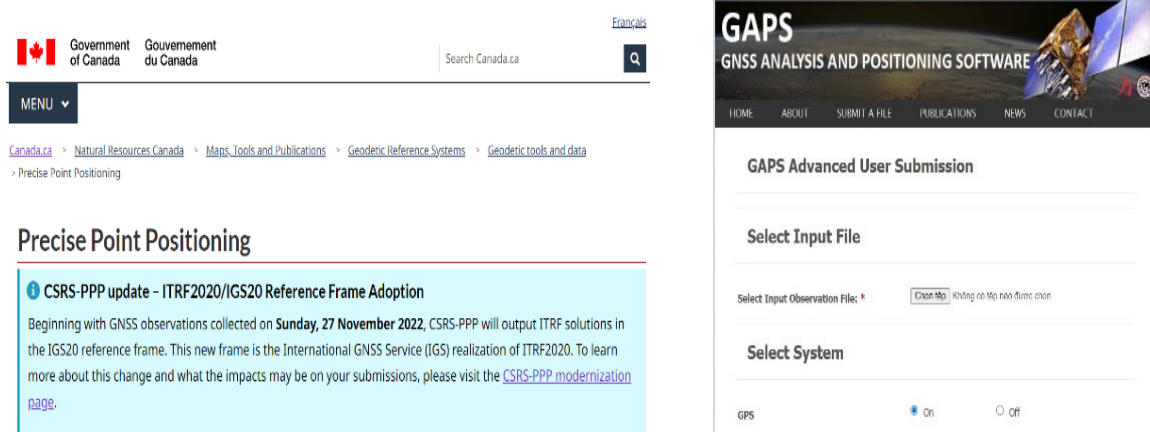 Français
Government of Canada
Gouvernement du Canada
Search Canada.ca
MENU
Canada.ca > Natural Resources Canada > Maps, Tools and Publications > Geodetic Reference Systems > Geodetic tools and data
> Precise Point Positioning
Precise Point Positioning
CSRS-PPP update – ITRF2020/IGS20 Reference Frame Adoption
Beginning with GNSS observations collected on Sunday, 27 November 2022, CSRS-PPP will output ITRF solutions in
the IGS20 reference frame. This new frame is the International GNSS Service (IGS) realization of ITRF2020. To learn
more about this change and what the impacts may be on your submissions, please visit the CSRS-PPP modernization
page.
GAPS
GNSS ANALYSIS AND POSITIONING SOFTWARE
HOME ABOUT SUBMIT A FILE PUBLICATIONS NEWS CONTACT
GAPS Advanced User Submission
Select Input File
Select Input Observation File: * Chọn tệp Không có tệp nào được chọn
Select System
GPS On Off